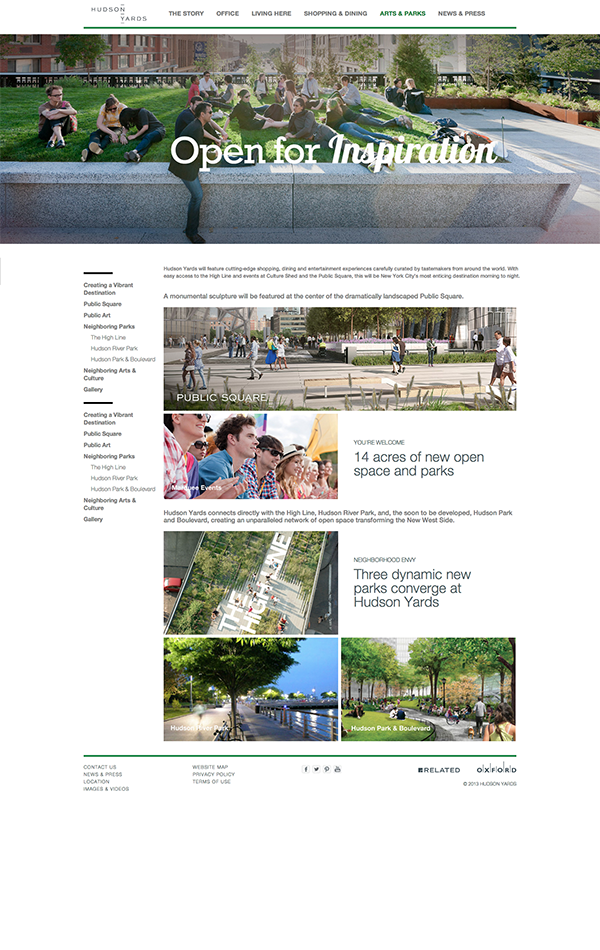 HUDSON
YARDS
THE STORY OFFICE LIVING HERE SHOPPING & DINING ARTS & PARKS NEWS & PRESS
Open for Inspiration
Hudson Yards will feature cutting-edge shopping, dining and entertainment experiences carefully curated by tastemakers from around the world. With
easy access to the High Line and events at Culture Shed and the Public Square, this will be New York City's most enticing destination morning to night.
A monumental sculpture will be featured at the center of the dramatically landscaped Public Square.
Creating a Vibrant
Destination
Public Square
Public Art
Neighboring Parks
The High Line
Hudson River Park
Hudson Park & Boulevard
Neighboring Arts &
Culture
Gallery
Creating a Vibrant
Destination
Public Square
Public Art
Neighboring Parks
The High Line
Hudson River Park
Hudson Park & Boulevard
Neighboring Arts &
Culture
Gallery
PUBLIC SQUARE
Marquee Events
YOU'RE WELCOME
14 acres of new open
space and parks
Hudson Yards connects directly with the High Line, Hudson River Park, and, the soon to be developed, Hudson Park
and Boulevard, creating an unparalleled network of open space transforming the New West Side.
THE
HIGH LINE
NEIGHBORHOOD ENVY
Three dynamic new
parks converge at
Hudson Yards
Hudson River Park
Hudson Park & Boulevard
CONTACT US
NEWS & PRESS
LOCATION
IMAGES & VIDEOS
WEBSITE MAP
PRIVACY POLICY
TERMS OF USE
RELATED
OXFORD
© 2013 HUDSON YARDS